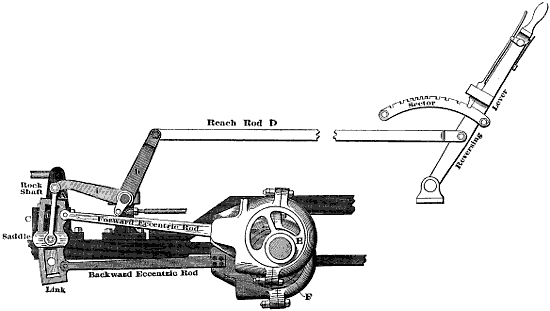 Reach Rod D
Sector
Reversing Lever
Rock
Shaft
A
B
C
Forward Eccentric Rod
Saddle
E
Backward Eccentric Rod
Link
F